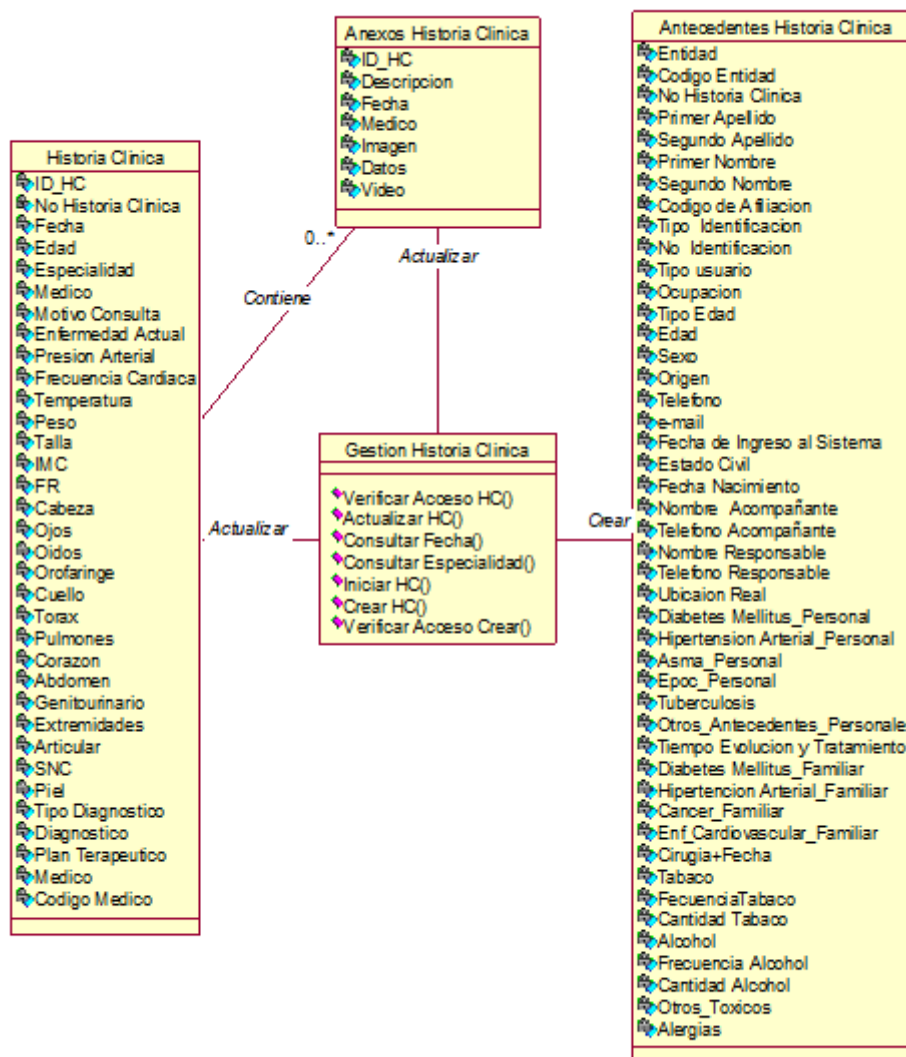 Historia Clinica
ID_HC
No Historia Clinica
Fecha
Edad
Especialidad
Medico
Motivo Consulta
Enfermedad Actual
Presion Arterial
Frecuencia Cardiaca
Temperatura
Peso
Talla
IMC
FR
Cabeza
Ojos
Oidos
Orofaringe
Cuello
Torax
Pulmones
Corazon
Abdomen
Genitourinario
Extremidades
Articular
SNC
Piel
Tipo Diagnostico
Diagnostico
Plan Terapeutico
Medico
Codigo Medico
Anexos Historia Clinica
ID_HC
Descripcion
Fecha
Medico
Imagen
Datos
Video
0..*
Contiene
Actualizar
Actualizar
Gestion Historia Clinica
Verificar Acceso HC()
Actualizar HC()
Consultar Fecha()
Consultar Especialidad()
Iniciar HC()
Crear HC()
Verificar Acceso Crear()
Crear
Antecedentes Historia Clinica
Entidad
Codigo Entidad
No Historia Clinica
Primer Apellido
Segundo Apellido
Primer Nombre
Segundo Nombre
Codigo de Afiliacion
Tipo Identificacion
No Identificacion
Tipo usuario
Ocupacion
Tipo Edad
Edad
Sexo
Origen
Telefono
e-mail
Fecha de Ingreso al Sistema
Estado Civil
Fecha Nacimiento
Nombre Acompañante
Telefono Acompañante
Nombre Responsable
Telefono Responsable
Ubicaion Real
Diabetes Mellitus_Personal
Hipertension Arterial_Personal
Asma_Personal
Epoc_Personal
Tuberculosis
Otros_Antecedentes_Personale
Tiempo Evolucion y Tratamiento
Diabetes Mellitus_Familiar
Hipertencion Arterial_Familiar
Cancer_Familiar
Enf_Cardiovascular_Familiar
Cirugia+Fecha
Tabaco
FecuenciaTabaco
Cantidad Tabaco
Alcohol
Frecuencia Alcohol
Cantidad Alcohol
Otros_Toxicos
Alergias